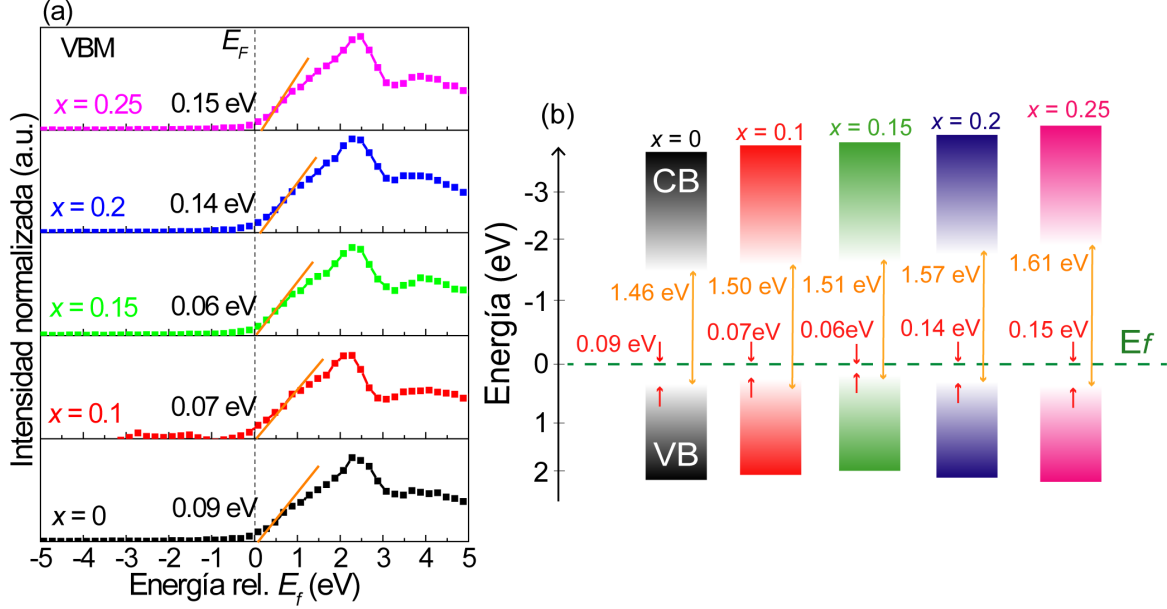 (a)
Intensidad normalizada (a.u.)
VBM
E_F
x = 0.25
0.15 eV
x = 0.2
0.14 eV
x = 0.15
0.06 eV
x = 0.1
0.07 eV
x = 0
0.09 eV
-5 -4 -3 -2 -1 0 1 2 3 4 5
Energía rel. E_f (eV)
(b)
Energía (eV)
-3
-2
-1
0
1
2
x = 0
x = 0.1
x = 0.15
x = 0.2
x = 0.25
CB
1.46 eV
1.50 eV
1.51 eV
1.57 eV
1.61 eV
0.09 eV
0.07eV
0.06eV
0.14 eV
0.15 eV
Ef
VB